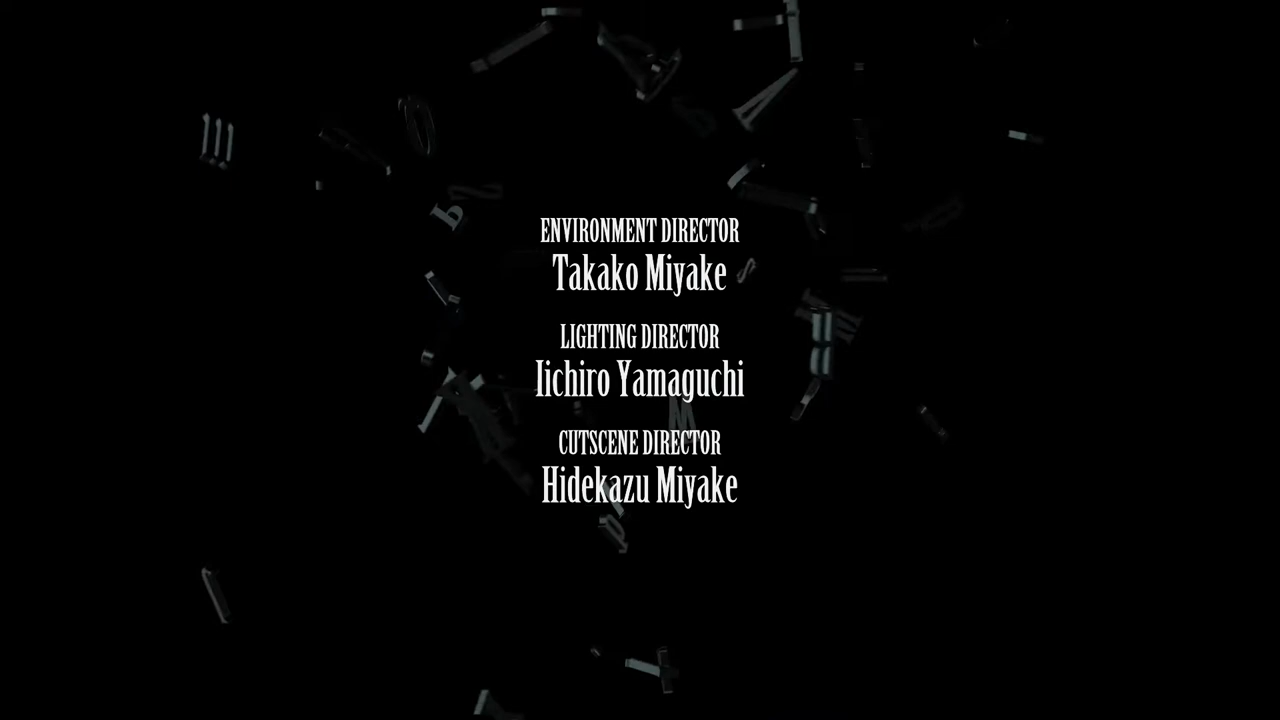 ENVIRONMENT DIRECTOR
Takako Miyake
LIGHTING DIRECTOR
Iichiro Yamaguchi
CUTSCENE DIRECTOR
Hidekazu Miyake